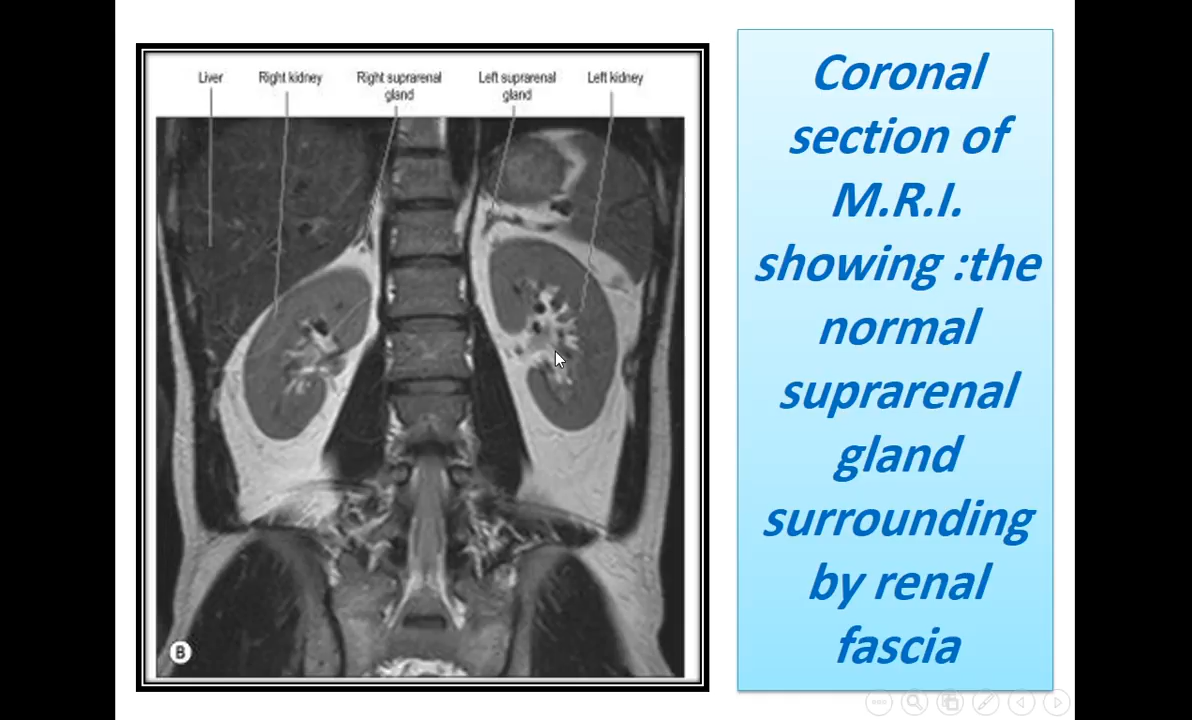 Liver
Right kidney
Right suprarenal
gland
Left suprarenal
gland
Left kidney
B
Coronal
section of
M.R.I.
showing :the
normal
suprarenal
gland
surrounding
by renal
fascia